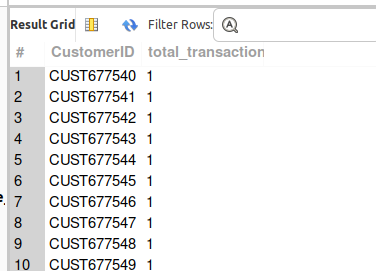 Result Grid Filter Rows:
# CustomerID total_transaction
1 CUST677540 1
2 CUST677541 1
3 CUST677542 1
4 CUST677543 1
5 CUST677544 1
6 CUST677545 1
7 CUST677546 1
8 CUST677547 1
9 CUST677548 1
10 CUST677549 1